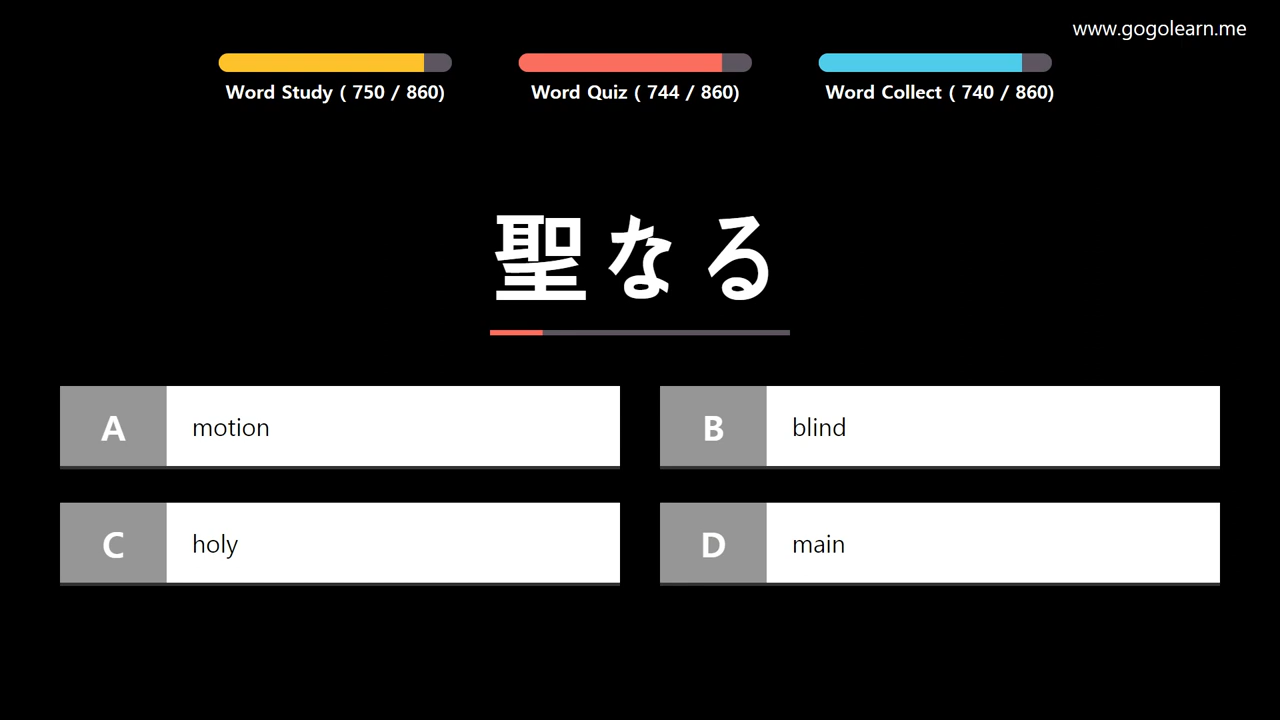 www.gogolearn.me
Word Study ( 750 / 860)
Word Quiz ( 744 / 860)
Word Collect ( 740 / 860)
聖なる
A motion
B blind
C holy
D main